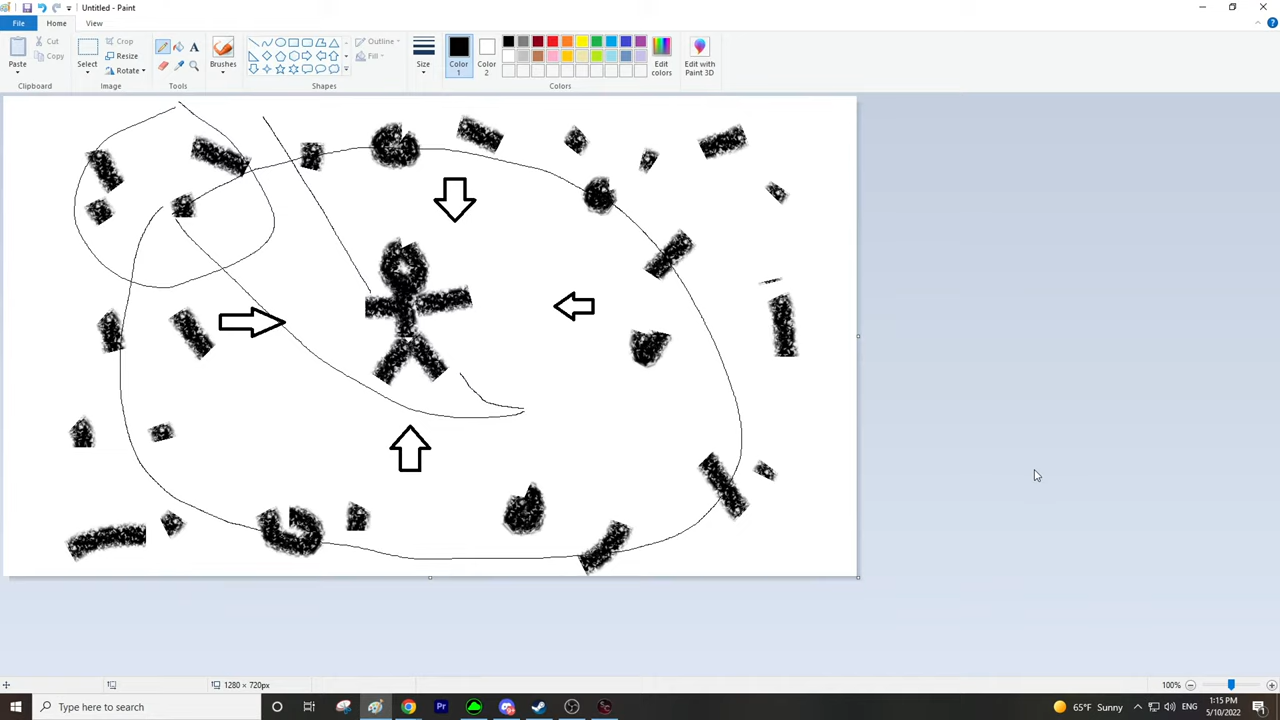 Untitled - Paint
File Home View
Paste
Cut
Copy
Clipboard
Select
Crop
Resize
Rotate
Image
A
Tools
Brushes
Outline
Fill
Shapes
Size
Color 1
Color 2
Edit colors
Colors
Edit with Paint 3D
1280 × 720px
100%
Type here to search
Pr
65°F Sunny
ENG
1:15 PM
5/10/2022
1